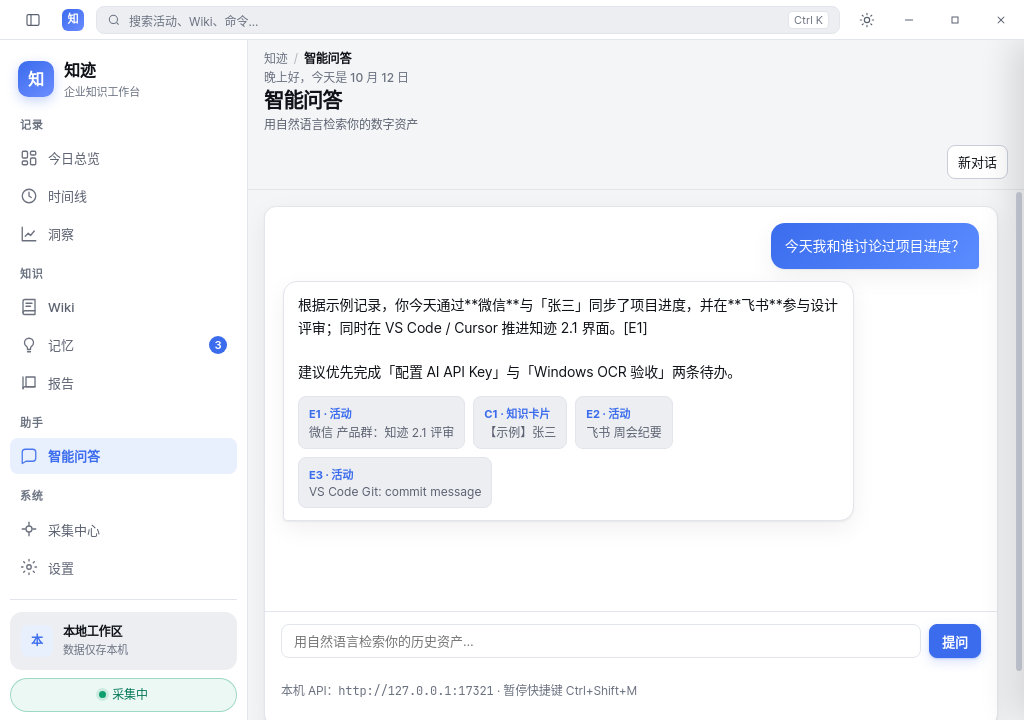 知
搜索活动、Wiki、命令…
Ctrl K
知
知迹
企业知识工作台
记录
今日总览
时间线
洞察
知识
Wiki
记忆
3
报告
助手
智能问答
系统
采集中心
设置
本
本地工作区
数据仅存本机
采集中
知迹 / 智能问答
晚上好，今天是 10 月 12 日
智能问答
用自然语言检索你的数字资产
新对话
今天我和谁讨论过项目进度？
根据示例记录，你今天通过**微信**与「张三」同步了项目进度，并在**飞书**参与设计
评审；同时在 VS Code / Cursor 推进知迹 2.1 界面。[E1]
建议优先完成「配置 AI API Key」与「Windows OCR 验收」两条待办。
E1 · 活动
微信 产品群：知迹 2.1 评审
C1 · 知识卡片
【示例】张三
E2 · 活动
飞书 周会纪要
E3 · 活动
VS Code Git: commit message
用自然语言检索你的历史资产…
提问
本机 API：http://127.0.0.1:17321 · 暂停快捷键 Ctrl+Shift+M